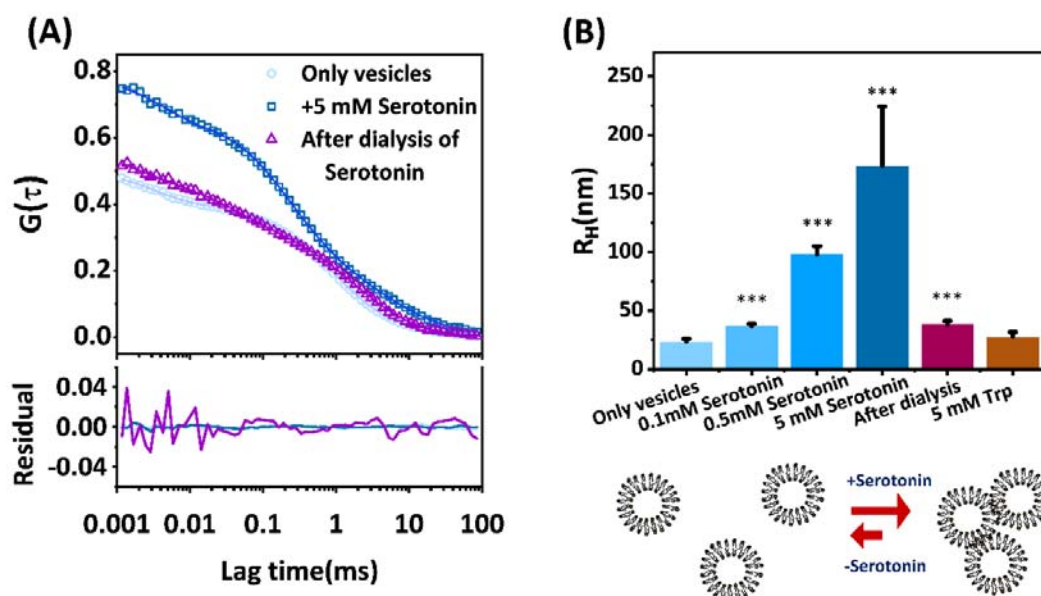 (A)
0.8
0.6
0.4
0.2
0.0
G(τ)
Only vesicles
+5 mM Serotonin
After dialysis of
Serotonin
0.04
0.00
-0.04
Residual
0.001 0.01 0.1 1 10 100
Lag time(ms)
(B)
250
200
150
100
50
0
R_H(nm)
***
***
***
***
Only vesicles
0.1mM Serotonin
0.5mM Serotonin
5 mM Serotonin
After dialysis
5 mM Trp
+Serotonin
-Serotonin